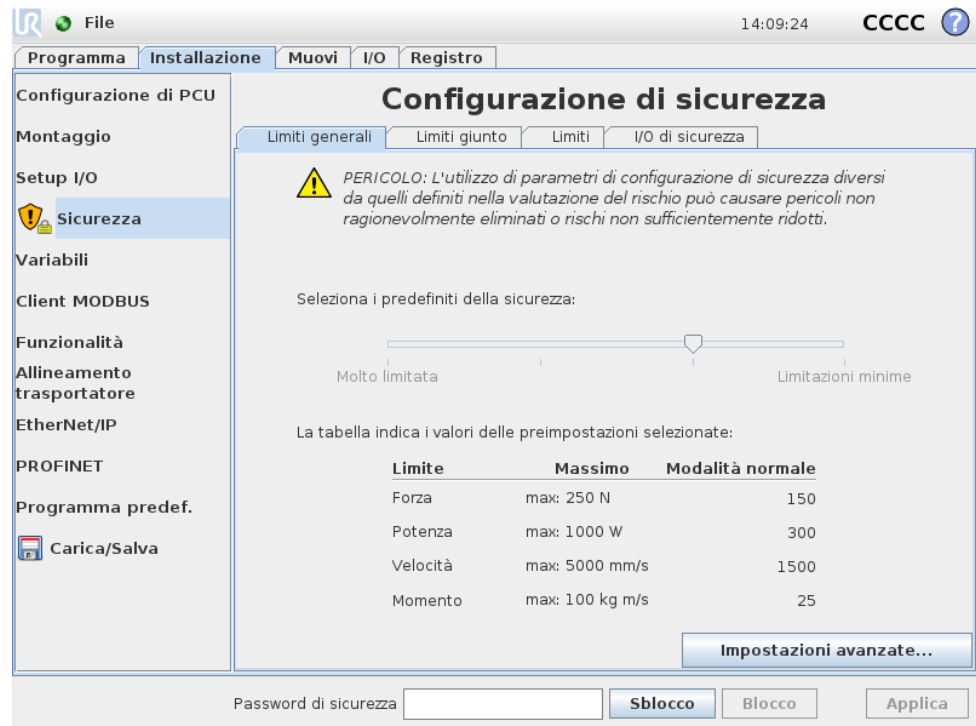 UR File 14:09:24 CCCC ?
Programma Installazione Muovi I/O Registro
Configurazione di PCU
Montaggio
Setup I/O
Sicurezza
Variabili
Client MODBUS
Funzionalità
Allineamento
trasportatore
EtherNet/IP
PROFINET
Programma predef.
Carica/Salva
Configurazione di sicurezza
Limiti generali Limiti giunto Limiti I/O di sicurezza
PERICOLO: L'utilizzo di parametri di configurazione di sicurezza diversi
da quelli definiti nella valutazione del rischio può causare pericoli non
ragionevolmente eliminati o rischi non sufficientemente ridotti.
Seleziona i predefiniti della sicurezza:
Molto limitata Limitazioni minime
La tabella indica i valori delle preimpostazioni selezionate:
Limite Massimo Modalità normale
Forza max: 250 N 150
Potenza max: 1000 W 300
Velocità max: 5000 mm/s 1500
Momento max: 100 kg m/s 25
Impostazioni avanzate...
Password di sicurezza Sblocco Blocco Applica